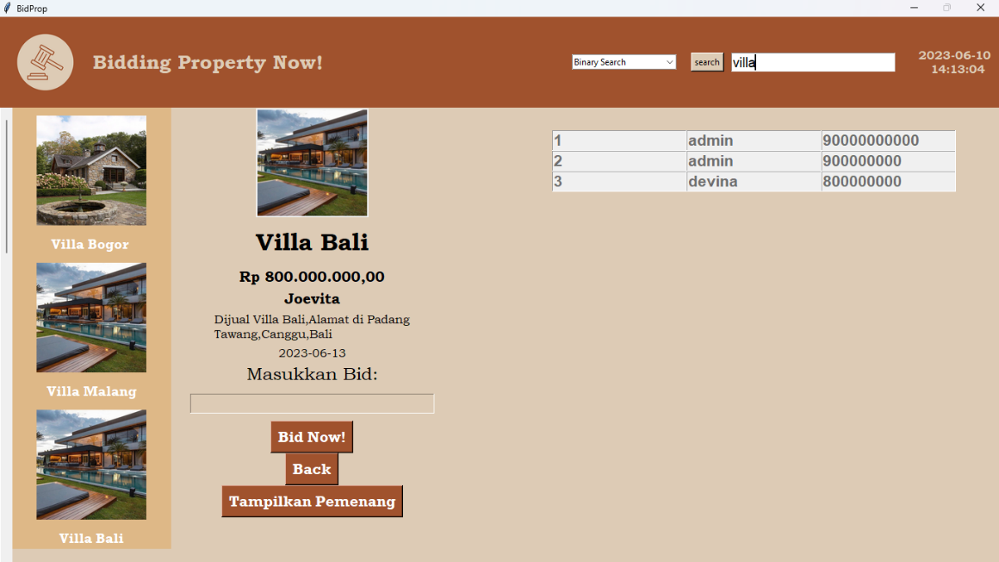 BidProp
Bidding Property Now!
Binary Search
search
villa
2023-06-10
14:13:04
Villa Bogor
Villa Malang
Villa Bali
Villa Bali
Rp 800.000.000,00
Joevita
Dijual Villa Bali,Alamat di Padang
Tawang,Canggu,Bali
2023-06-13
Masukkan Bid:
Bid Now!
Back
Tampilkan Pemenang
1 admin 90000000000
2 admin 900000000
3 devina 800000000